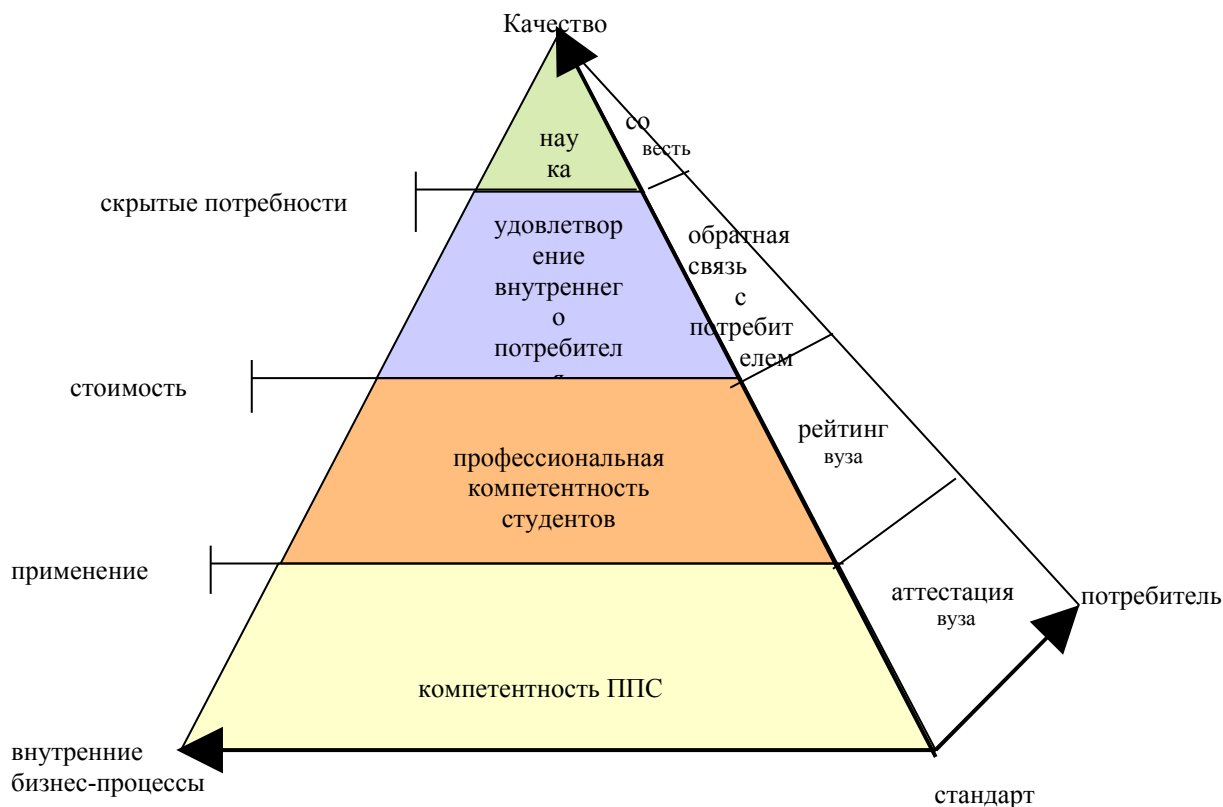 Качество
со
весть
нау
ка
скрытые потребности
удовлетвор
ение
внутреннег
о
потребител
я
обратная
связь
с
потребит
елем
стоимость
рейтинг
вуза
профессиональная
компетентность
студентов
применение
аттестация
вуза
потребитель
компетентность ППС
внутренние
бизнес-процессы
стандарт